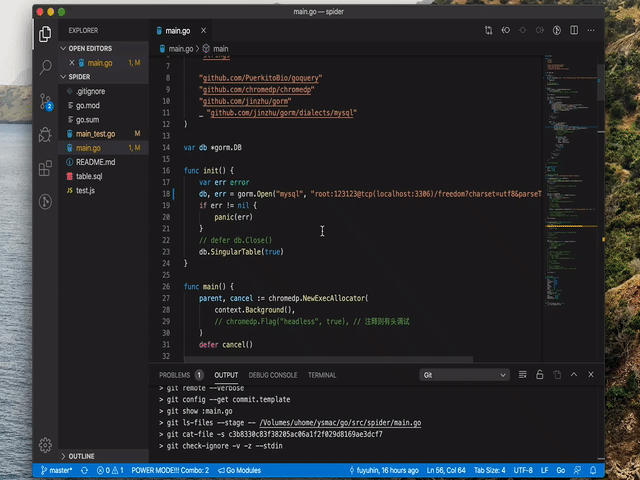 main.go — spider
EXPLORER
OPEN EDITORS
main.go 1, M
SPIDER
.gitignore
go.mod
go.sum
main_test.go M
main.go 1, M
README.md
table.sql
test.js
OUTLINE
2
main.go
main.go > main
7
8 "github.com/PuerkitoBio/goquery"
9 "github.com/chromedp/chromedp"
10 "github.com/jinzhu/gorm"
11 _ "github.com/jinzhu/gorm/dialects/mysql"
12 )
13
14 var db *gorm.DB
15
16 func init() {
17 var err error
18 db, err = gorm.Open("mysql", "root:123123@tcp(localhost:3306)/freedom?charset=utf8&parseT
19 if err != nil {
20 panic(err)
21 }
22 // defer db.Close()
23 db.SingularTable(true)
24 }
25
26 func main() {
27 parent, cancel := chromedp.NewExecAllocator(
28 context.Background(),
29 // chromedp.Flag("headless", true), // 注释则有头调试
30 )
31 defer cancel()
32
PROBLEMS 1 OUTPUT DEBUG CONSOLE TERMINAL Git
> git remote --verbose
> git config --get commit.template
> git show :main.go
> git ls-files --stage -- /Volumes/uhome/ysmac/go/src/spider/main.go
> git cat-file -s c3b8330c83f38205ac06a1f2f029d8169ae3dcf7
> git check-ignore -v -z --stdin
master* 0 1 POWER MODE!!! Combo: 2 Go Modules fuyuhin, 16 hours ago Ln 56, Col 64 Tab Size: 4 UTF-8 LF Go